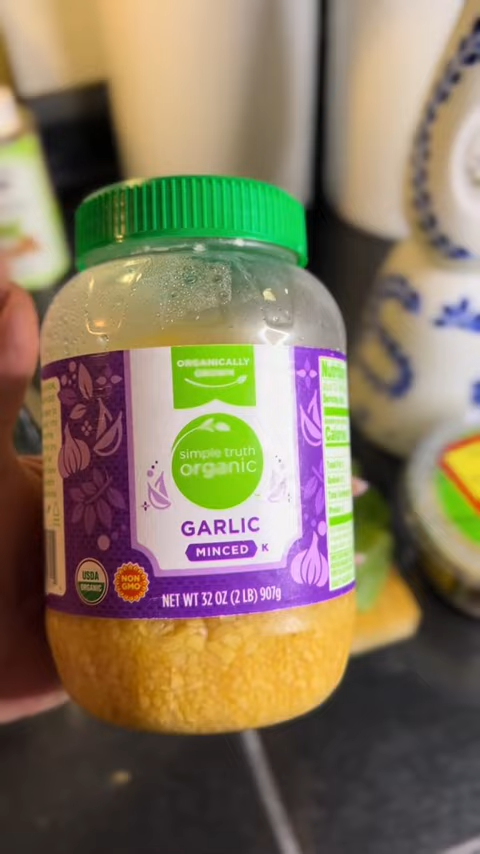 ORGANICALLY
GROWN
simple truth
organic
GARLIC
MINCED K
USDA
ORGANIC
NON
GMO
NET WT 32 OZ (2 LB) 907g